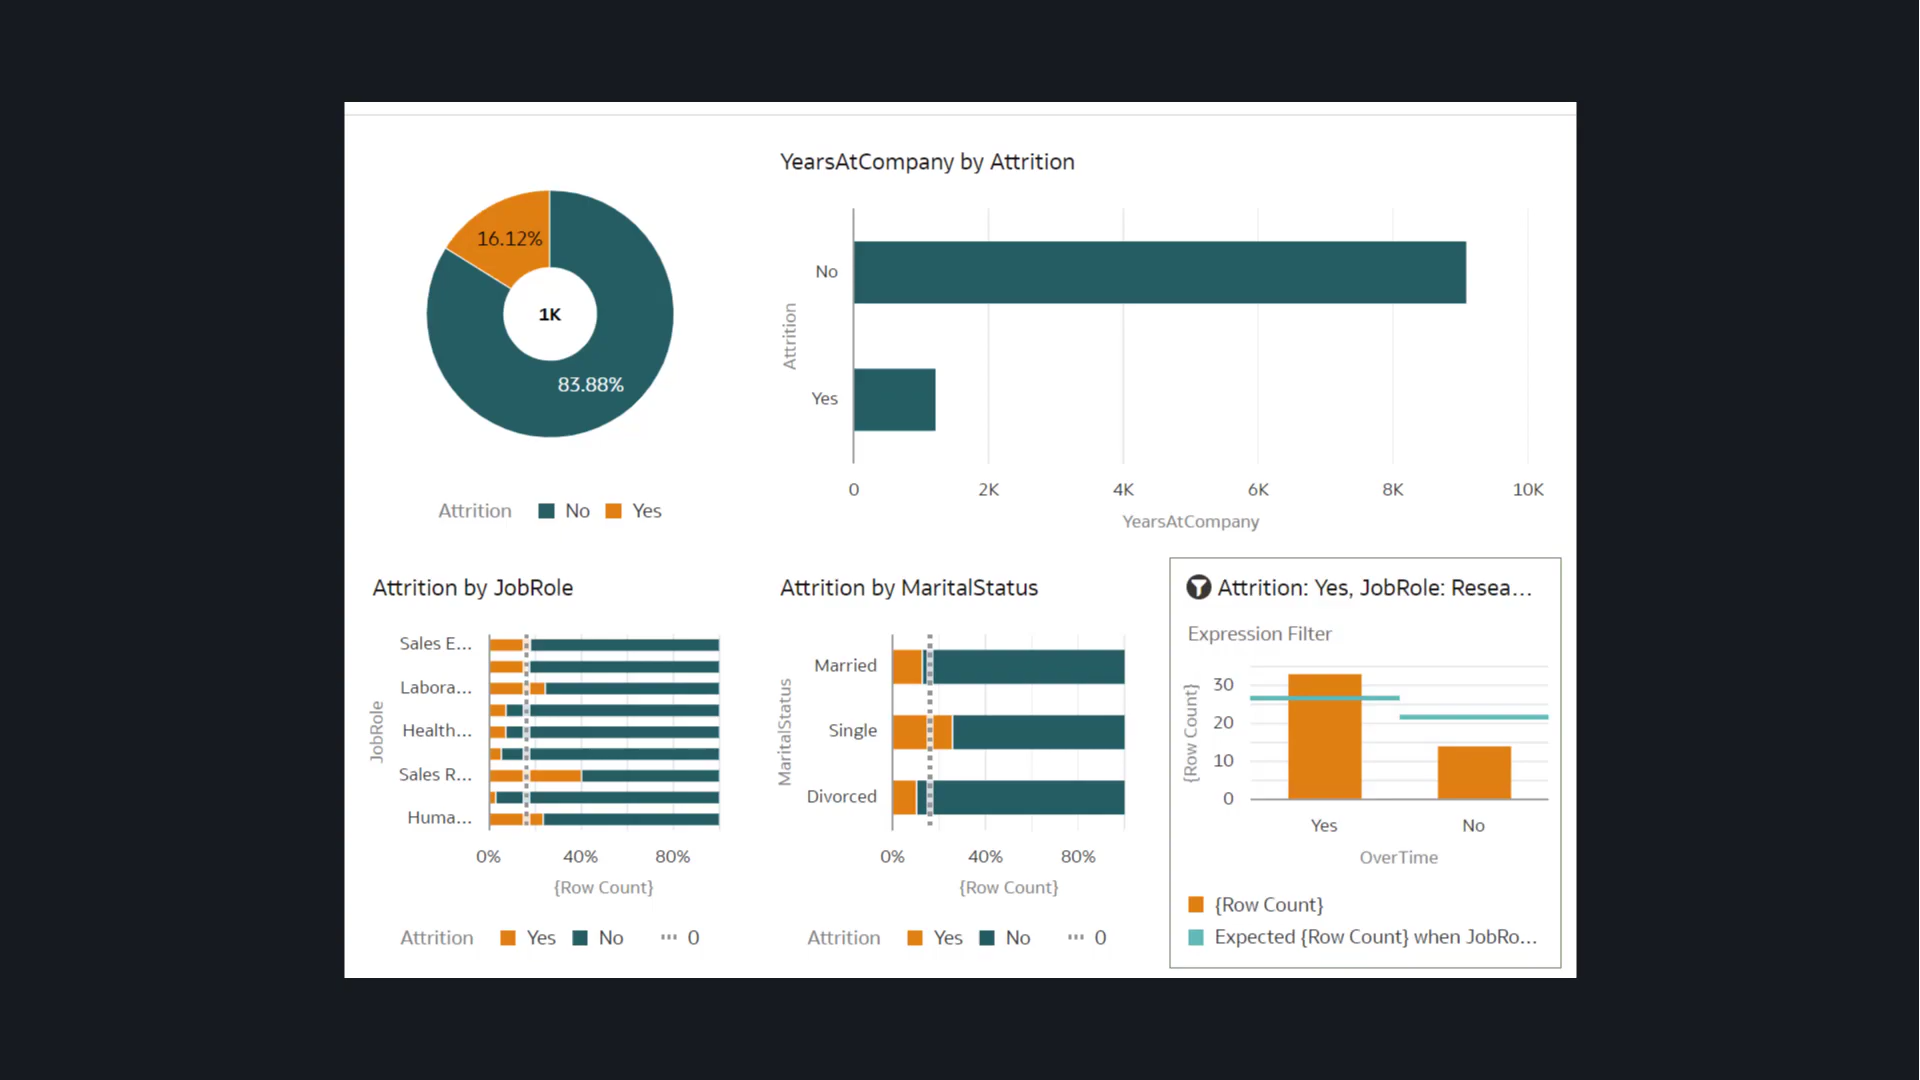 16.12%
1K
83.88%
Attrition No Yes
YearsAtCompany by Attrition
Attrition
No
Yes
0 2K 4K 6K 8K 10K
YearsAtCompany
Attrition by JobRole
JobRole
Sales E...
Labora...
Health...
Sales R...
Huma...
0% 40% 80%
{Row Count}
Attrition Yes No 0
Attrition by MaritalStatus
MaritalStatus
Married
Single
Divorced
0% 40% 80%
{Row Count}
Attrition Yes No 0
Attrition: Yes, JobRole: Resea...
Expression Filter
{Row Count}
30
20
10
0
Yes No
OverTime
{Row Count}
Expected {Row Count} when JobRo...